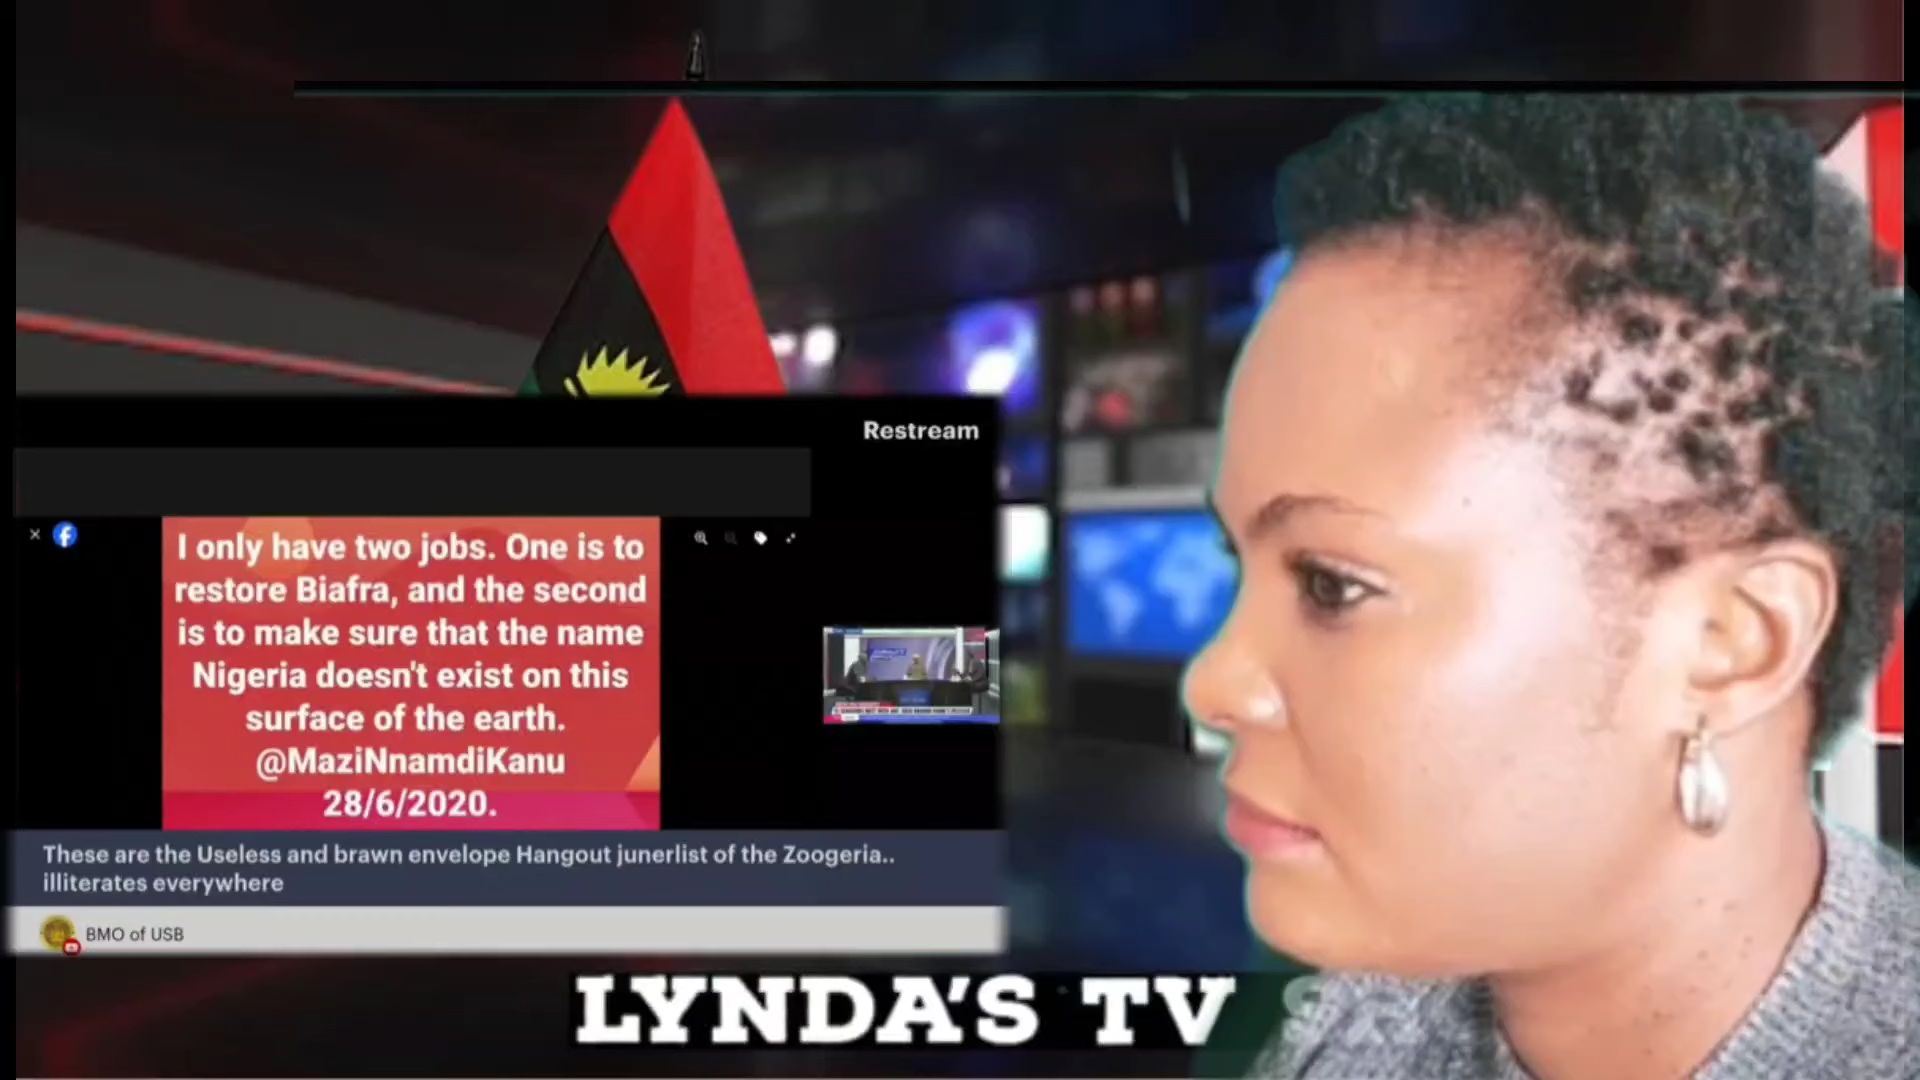 Restream
I only have two jobs. One is to
restore Biafra, and the second
is to make sure that the name
Nigeria doesn't exist on this
surface of the earth.
@MaziNnamdiKanu
28/6/2020.
These are the Useless and brawn envelope Hangout junerlist of the Zoogeria..
illiterates everywhere
BMO of USB
LYNDA'S TV S